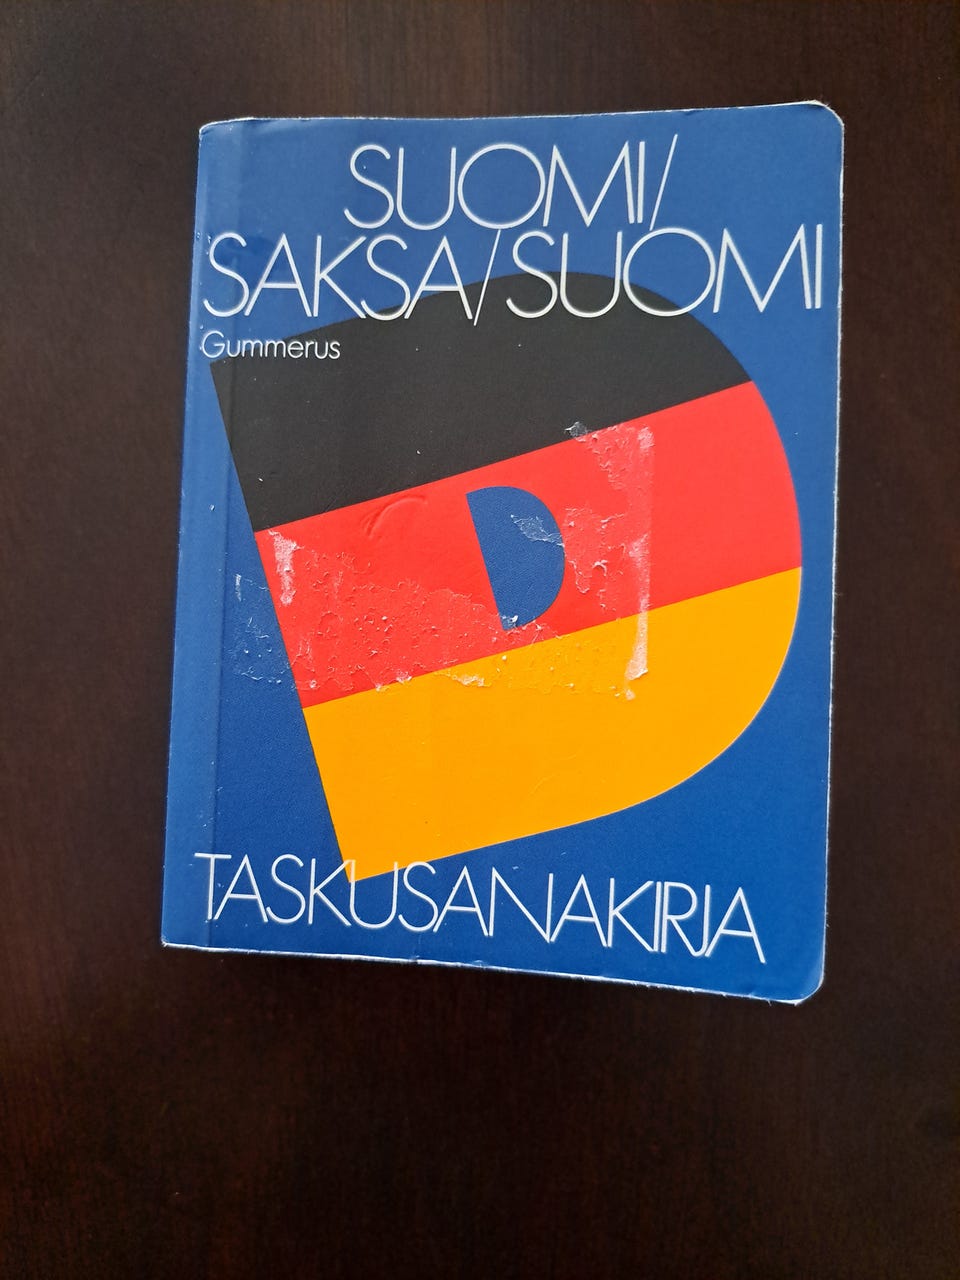 SUOMI/
SAKSA/SUOMI
Gummerus
D
TASKUSANAKIRJA